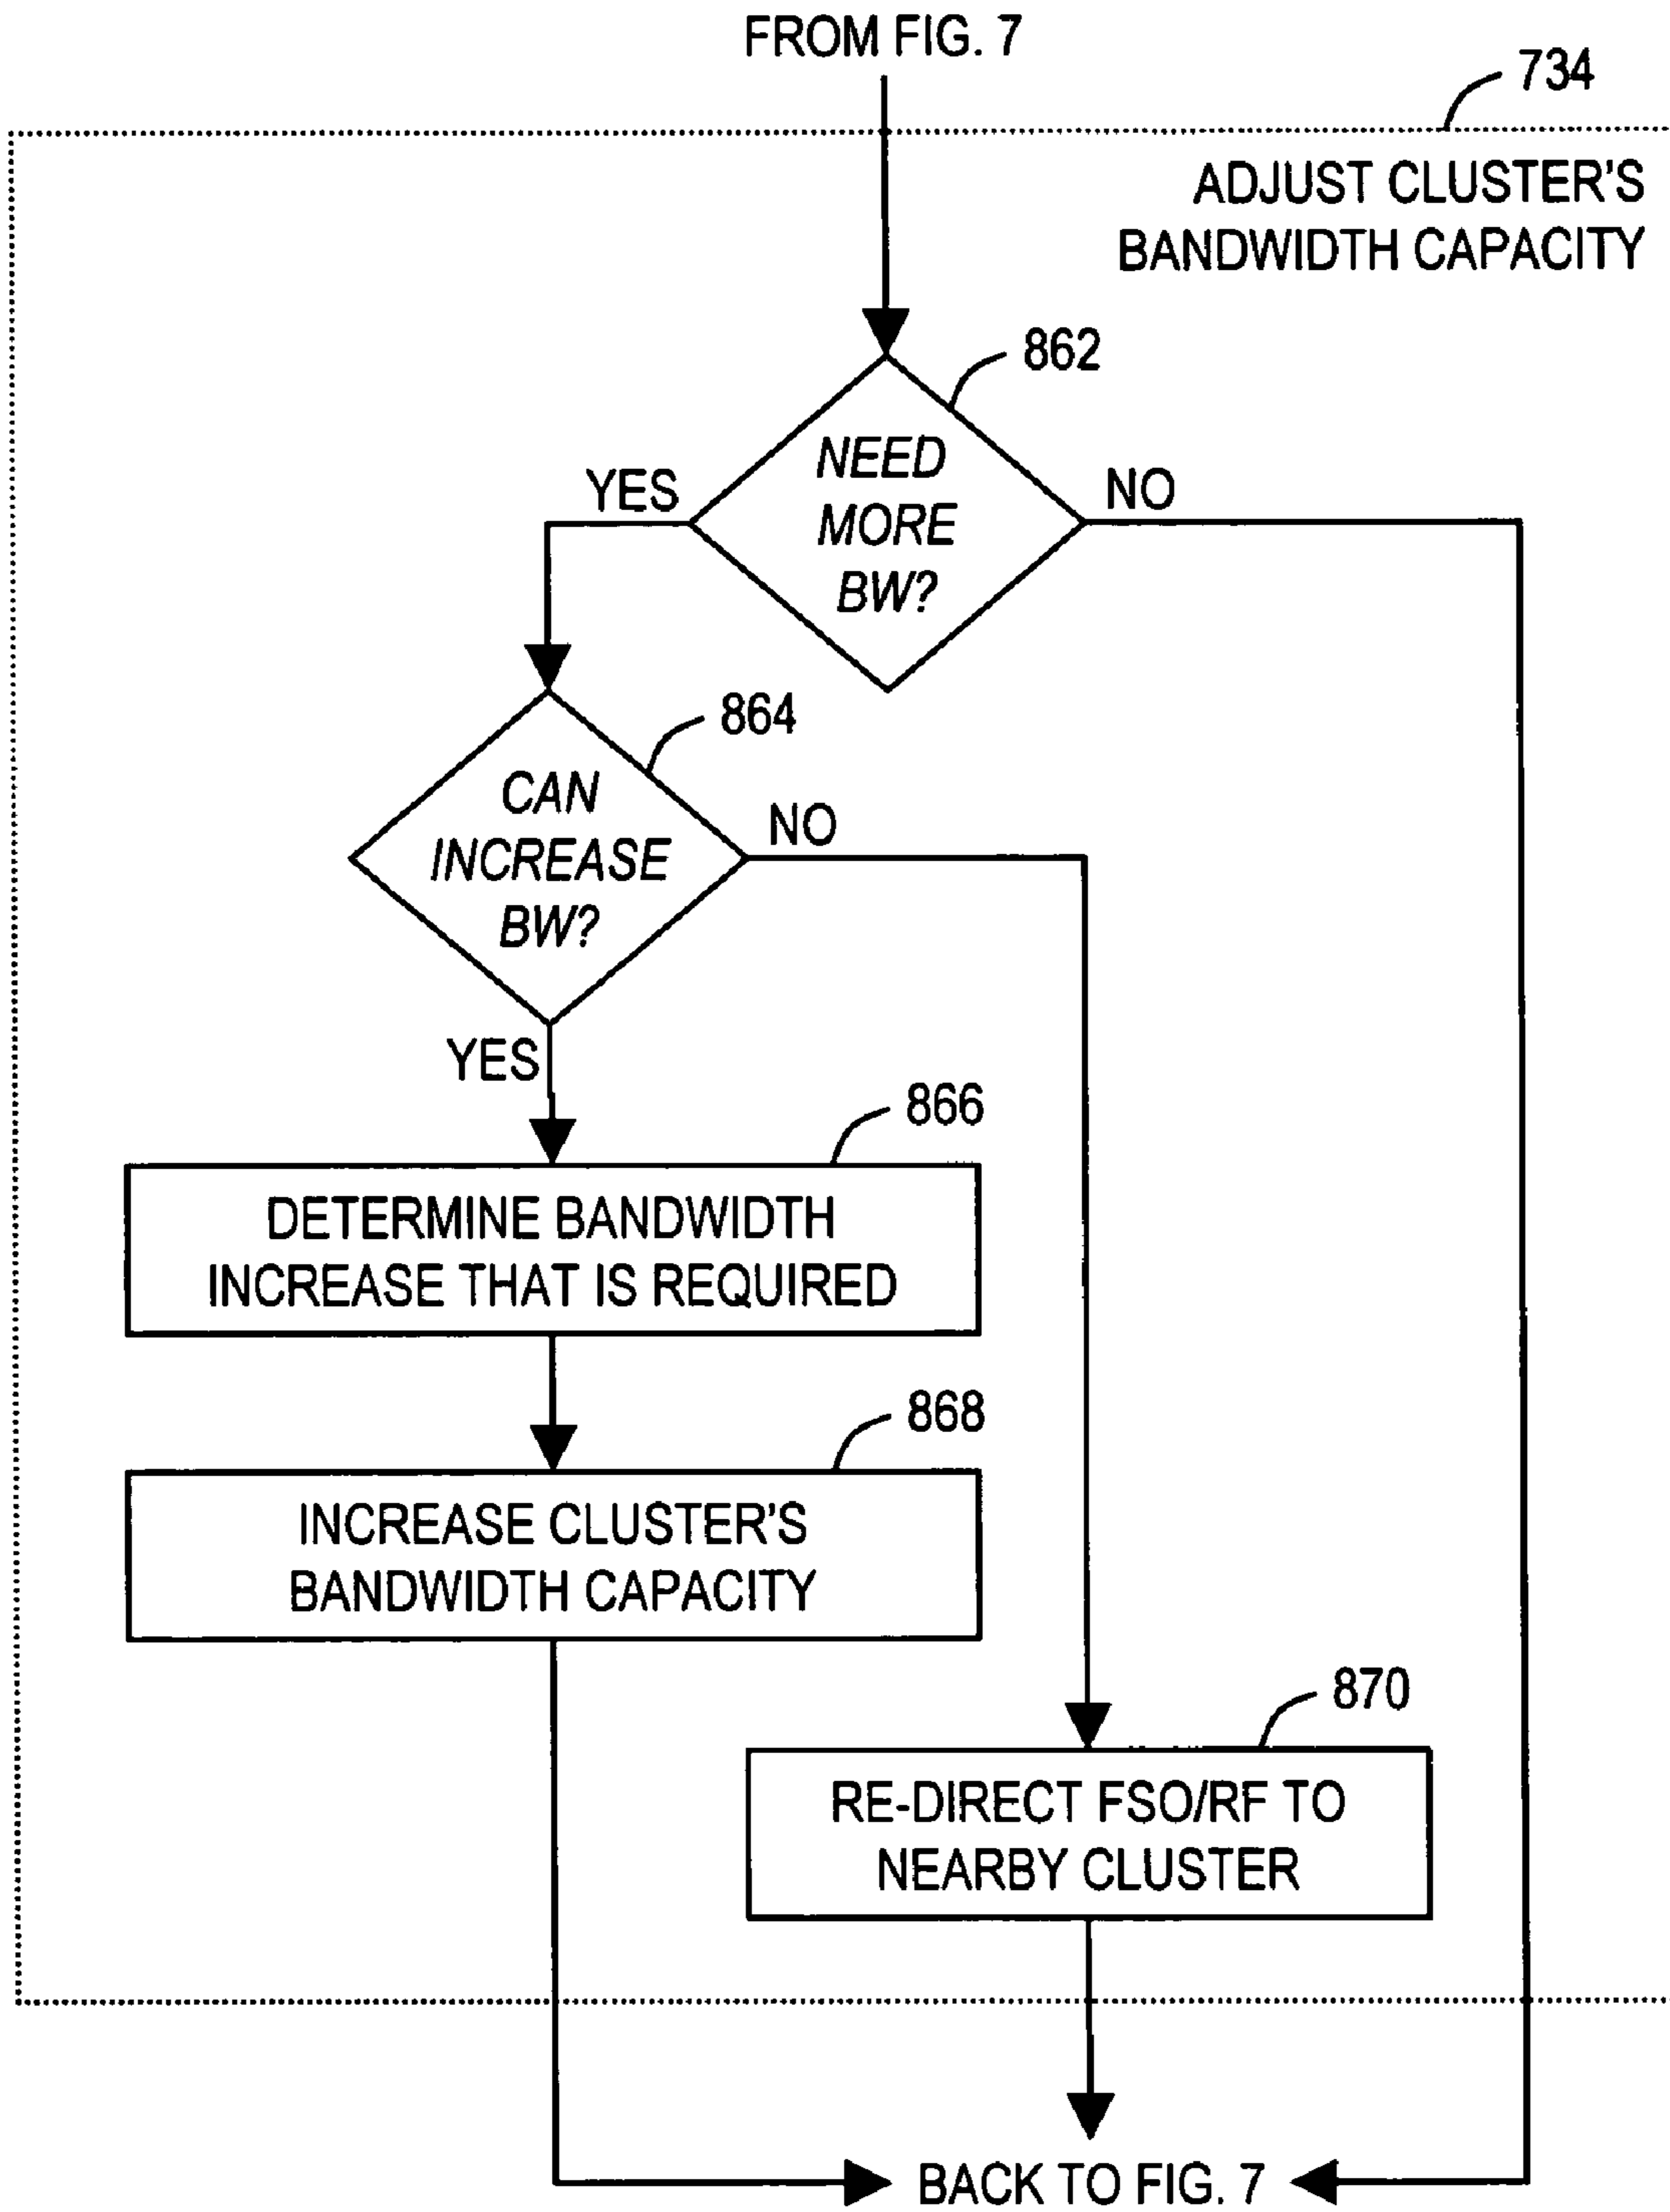 FROM FIG. 7
734
ADJUST CLUSTER'S
BANDWIDTH CAPACITY
862
NEED
MORE
BW?
YES
NO
864
CAN
INCREASE
BW?
NO
YES
866
DETERMINE BANDWIDTH
INCREASE THAT IS REQUIRED
868
INCREASE CLUSTER'S
BANDWIDTH CAPACITY
870
RE-DIRECT FSO/RF TO
NEARBY CLUSTER
BACK TO FIG. 7